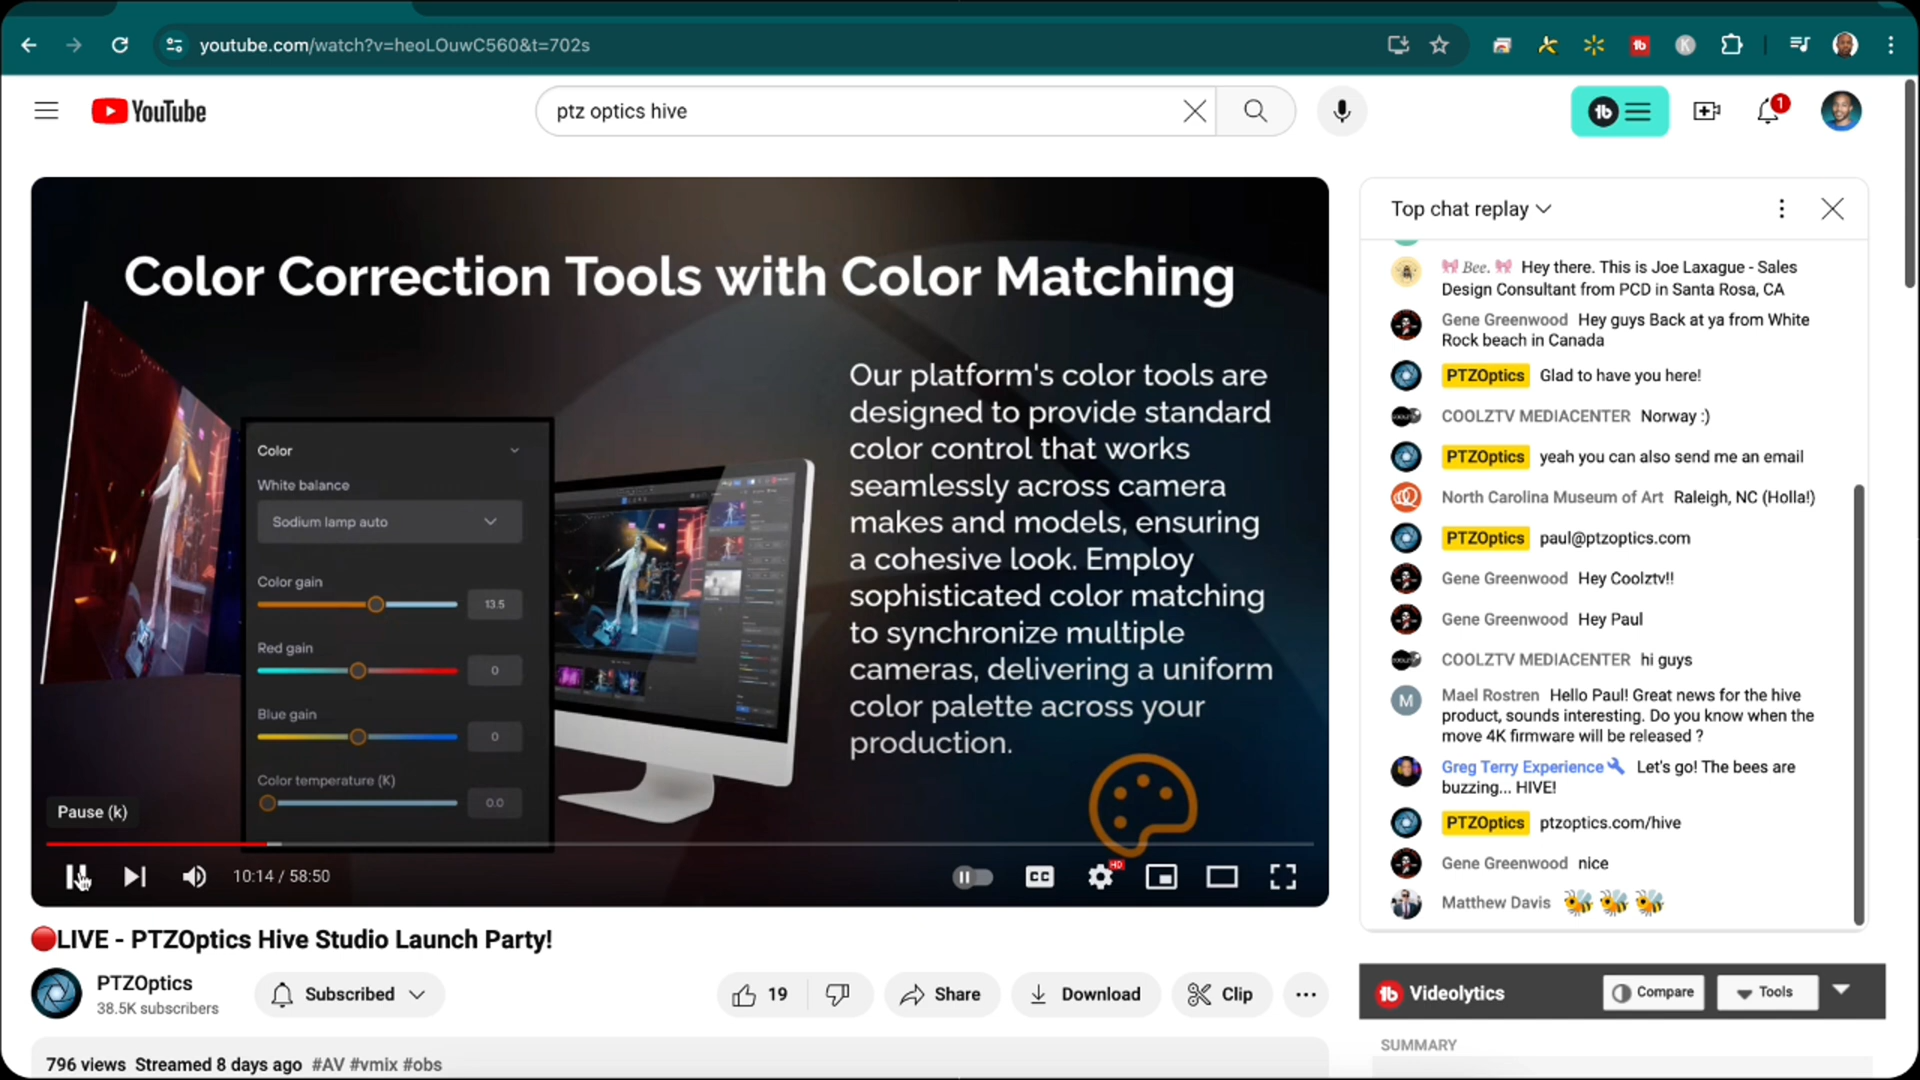 youtube.com/watch?v=heoLOuwC560&t=702s
YouTube
ptz optics hive
1
Color Correction Tools with Color Matching
Our platform's color tools are
designed to provide standard
color control that works
seamlessly across camera
makes and models, ensuring
a cohesive look. Employ
sophisticated color matching
to synchronize multiple
cameras, delivering a uniform
color palette across your
production.
Color
White balance
Sodium lamp auto
Color gain
13.5
Red gain
0
Blue gain
0
Color temperature (K)
0.0
Pause (k)
10:14 / 58:50
CC
HD
LIVE - PTZOptics Hive Studio Launch Party!
PTZOptics
38.5K subscribers
Subscribed
19
Share
Download
Clip
796 views Streamed 8 days ago #AV #vmix #obs
Top chat replay
Bee. Hey there. This is Joe Laxague - Sales
Design Consultant from PCD in Santa Rosa, CA
Gene Greenwood Hey guys Back at ya from White
Rock beach in Canada
PTZOptics Glad to have you here!
COOLZTV MEDIACENTER Norway :)
PTZOptics yeah you can also send me an email
North Carolina Museum of Art Raleigh, NC (Holla!)
PTZOptics paul@ptzoptics.com
Gene Greenwood Hey Coolztv!!
Gene Greenwood Hey Paul
COOLZTV MEDIACENTER hi guys
M
Mael Rostren Hello Paul! Great news for the hive
product, sounds interesting. Do you know when the
move 4K firmware will be released ?
Greg Terry Experience Let's go! The bees are
buzzing... HIVE!
PTZOptics ptzoptics.com/hive
Gene Greenwood nice
Matthew Davis 🐝 🐝 🐝
Videolytics
Compare
Tools
SUMMARY